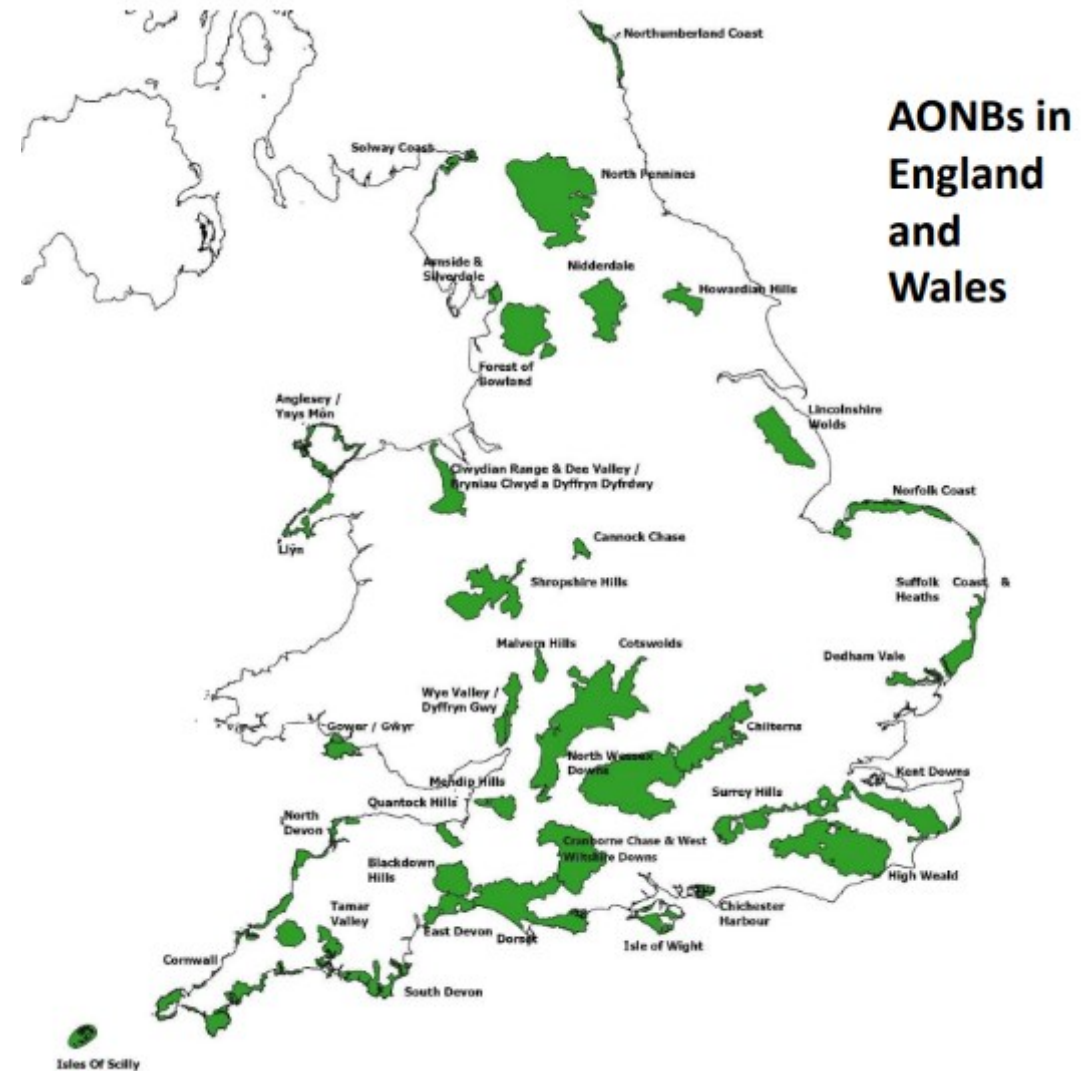 Northumberland Coast
AONBs in
England
and
Wales
Solway Coast
North Pennines
Arnside &
Silverdale
Nidderdale
Howardian Hills
Forest of
Bowland
Anglesey /
Ynys Môn
Lincolnshire
Wolds
Clwydian Range & Dee Valley /
Bryniau Clwyd a Dyffryn Dyfrdwy
Norfolk Coast
Llŷn
Cannock Chase
Shropshire Hills
Suffolk Coast &
Heaths
Malvern Hills
Cotswolds
Dedham Vale
Wye Valley /
Dyffryn Gwy
Gower / Gŵyr
Chilterns
North Wessex
Downs
Kent Downs
Mendip Hills
Surrey Hills
Quantock Hills
North
Devon
Cranborne Chase & West
Wiltshire Downs
Blackdown
Hills
High Weald
Tamar
Valley
Chichester
Harbour
East Devon
Dorset
Isle of Wight
Cornwall
South Devon
Isles Of Scilly